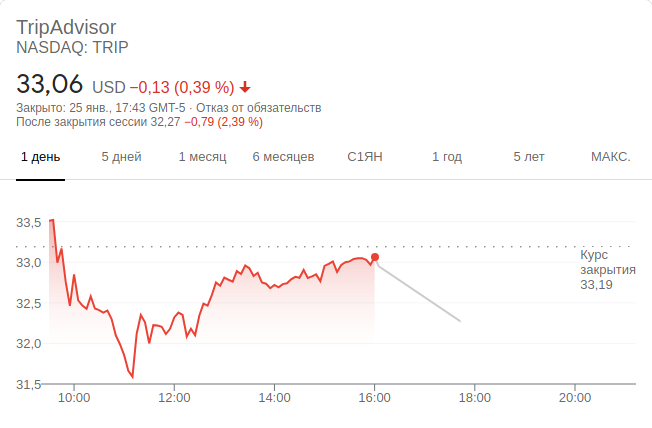 TripAdvisor
NASDAQ: TRIP
33,06 USD −0,13 (0,39 %)
Закрыто: 25 янв., 17:43 GMT-5 · Отказ от обязательств
После закрытия сессии 32,27 −0,79 (2,39 %)
1 день 5 дней 1 месяц 6 месяцев С1ЯН 1 год 5 лет МАКС.
33,5
Курс
закрытия
33,19
33,0
32,5
32,0
31,5
10:00 12:00 14:00 16:00 18:00 20:00